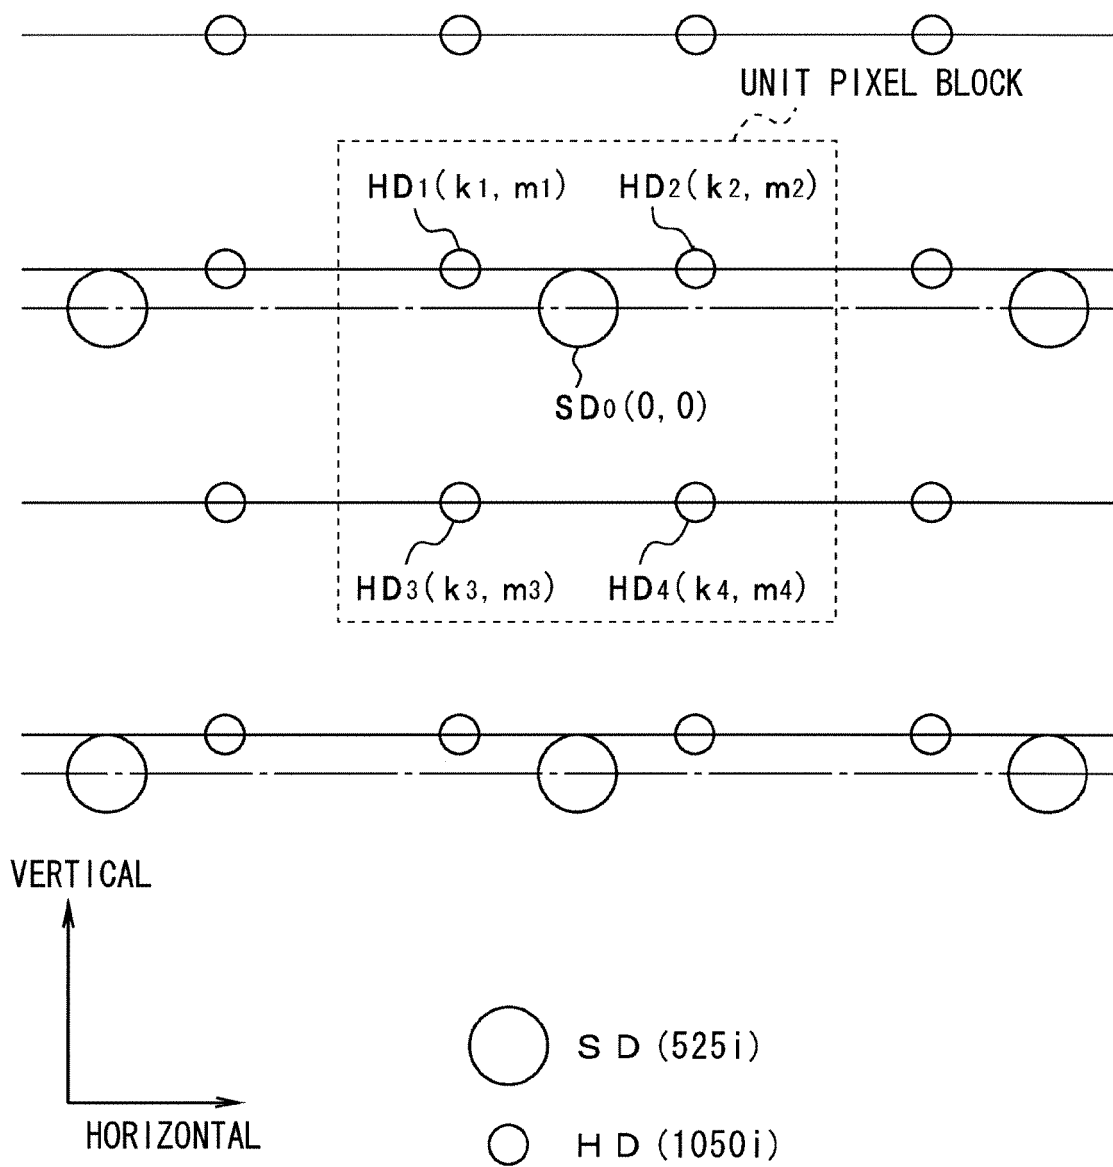 UNIT PIXEL BLOCK
HD1(k1, m1) HD2(k2, m2)
SD0(0, 0)
HD3(k3, m3) HD4(k4, m4)
VERTICAL
HORIZONTAL
SD (525i)
HD (1050i)